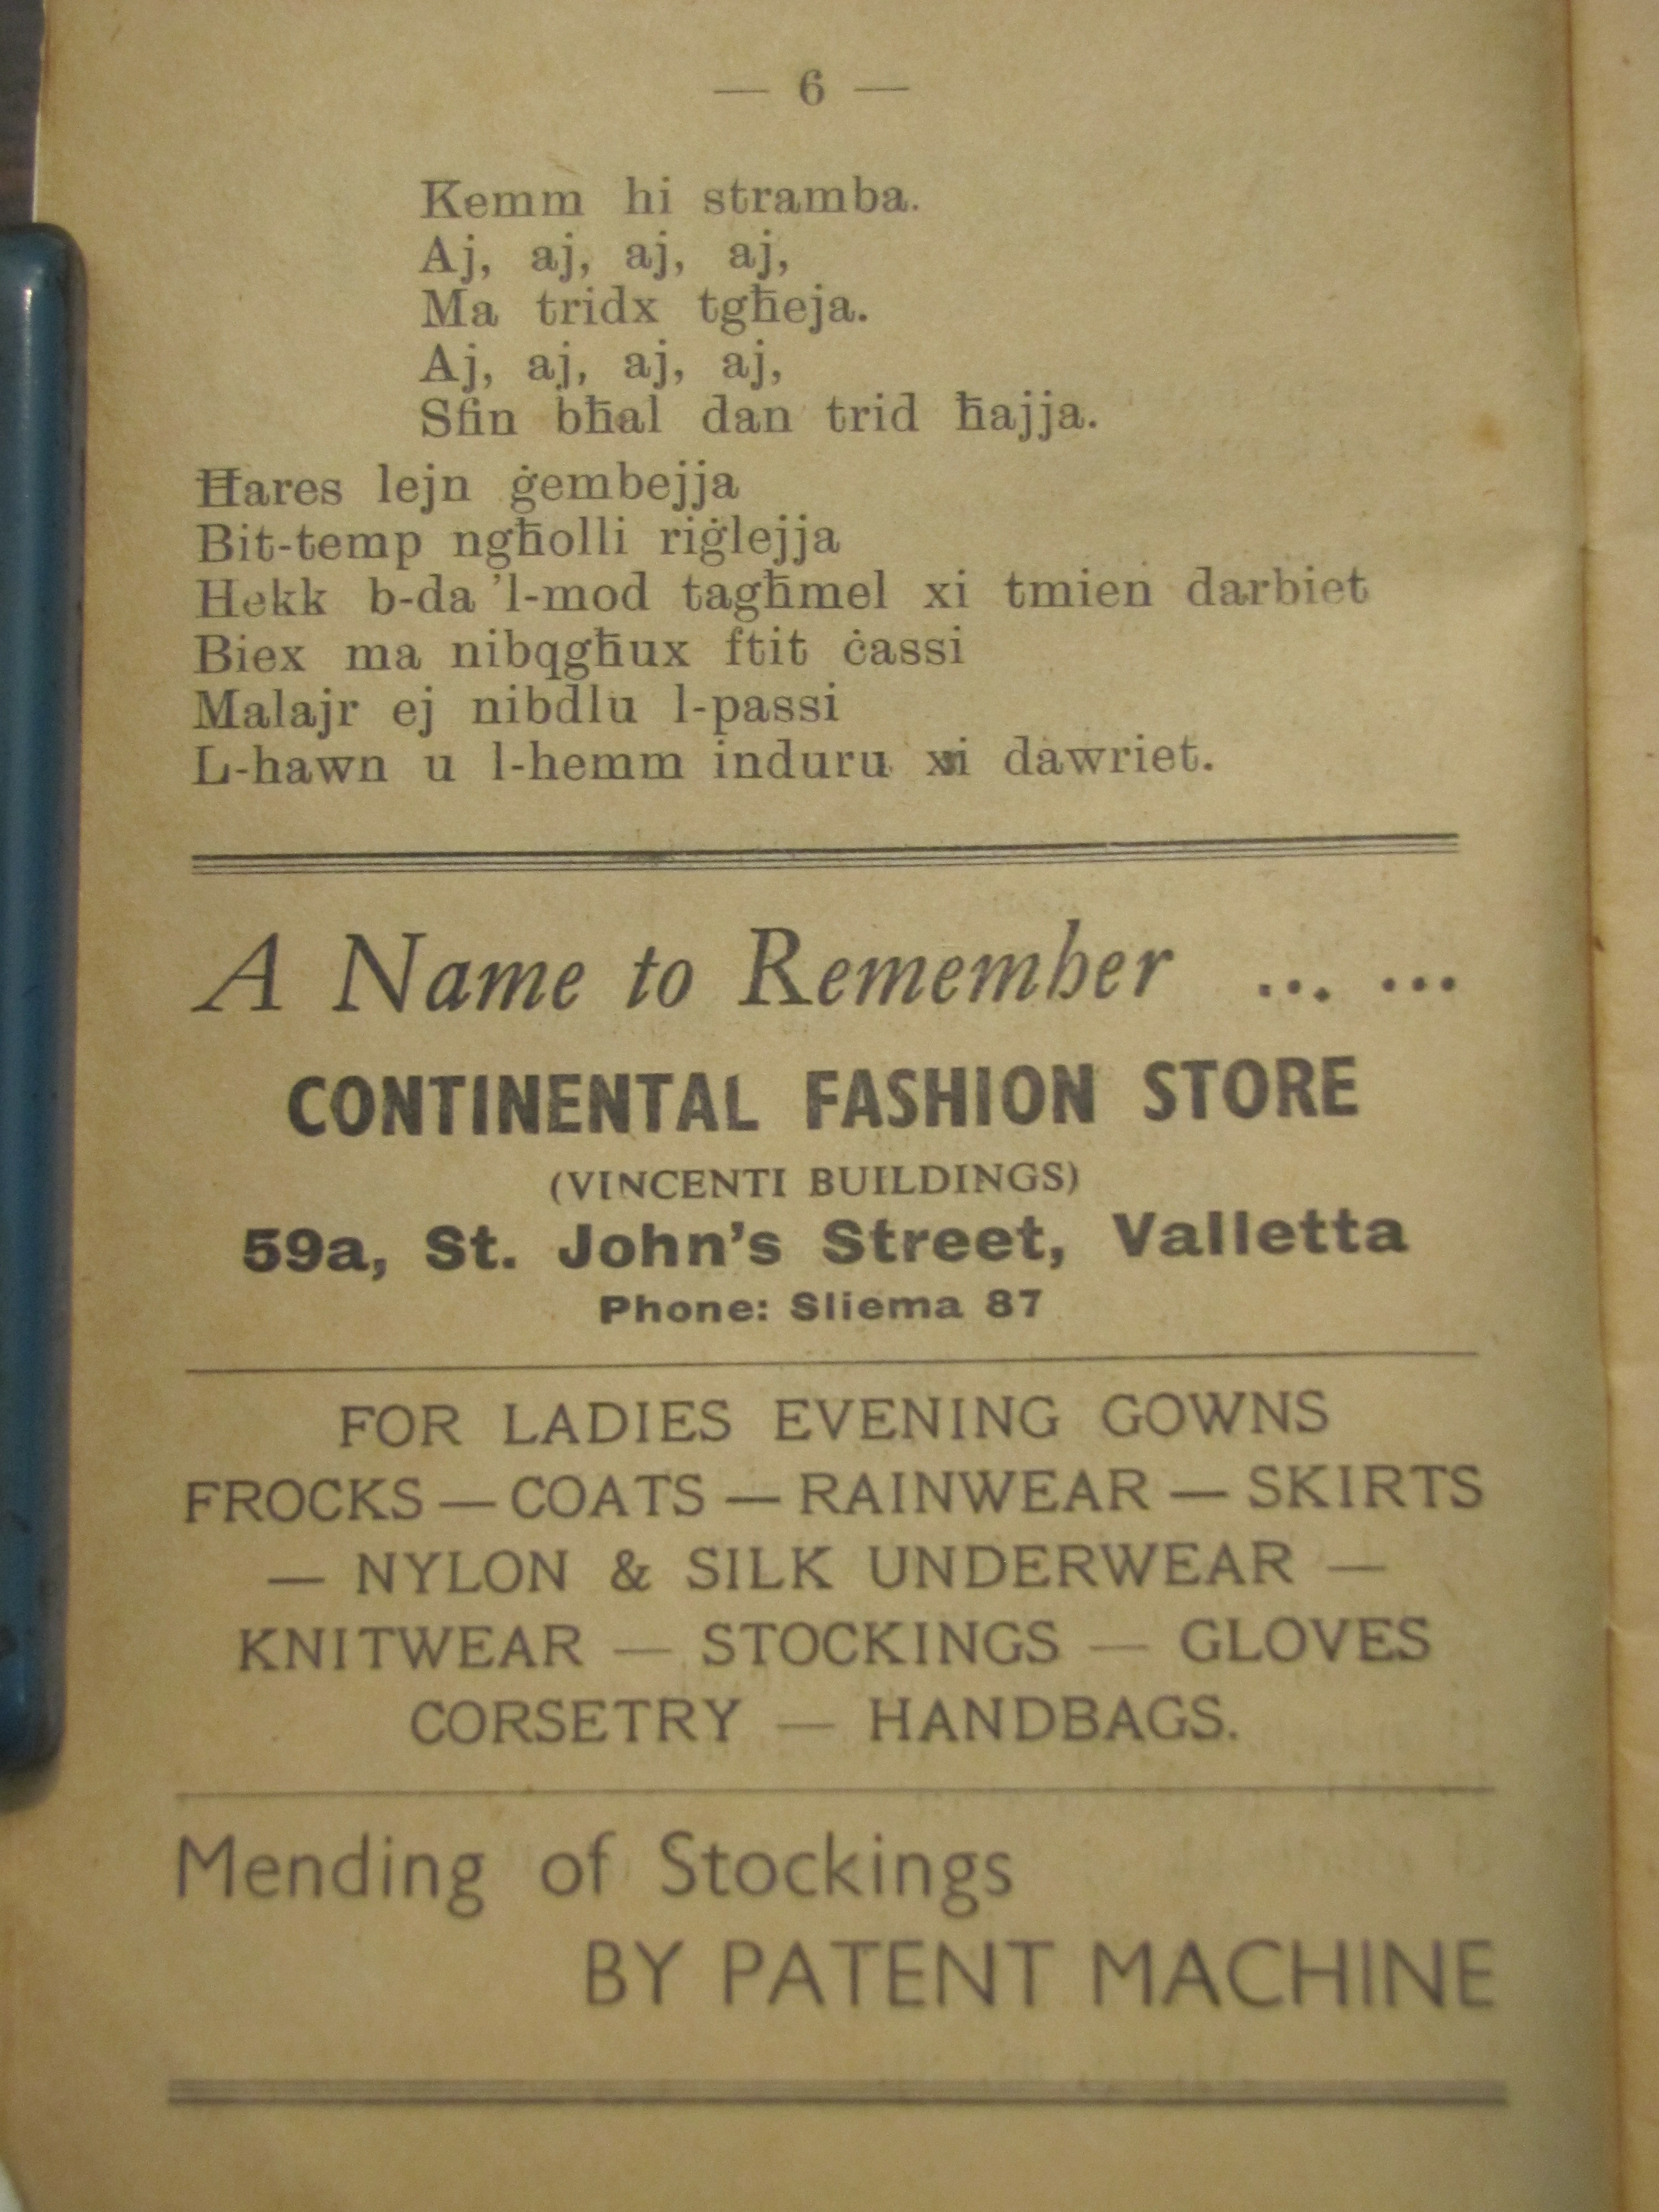 — 6 —
Kemm hi stramba.
Aj, aj, aj, aj,
Ma tridx tgħeja.
Aj, aj, aj, aj,
Sfin bħal dan trid ħajja.
Ħares lejn ġembejja
Bit-temp ngħolli riġlejja
Hekk b-da 'l-mod tagħmel xi tmien darbiet
Biex ma nibqgħux ftit ċassi
Malajr ej nibdlu l-passi
L-hawn u l-hemm induru xi dawriet.
A Name to Remember ... ...
CONTINENTAL FASHION STORE
(VINCENTI BUILDINGS)
59a, St. John's Street, Valletta
Phone: Sliema 87
FOR LADIES EVENING GOWNS
FROCKS — COATS — RAINWEAR — SKIRTS
— NYLON & SILK UNDERWEAR —
KNITWEAR — STOCKINGS — GLOVES
CORSETRY — HANDBAGS.
Mending of Stockings
BY PATENT MACHINE